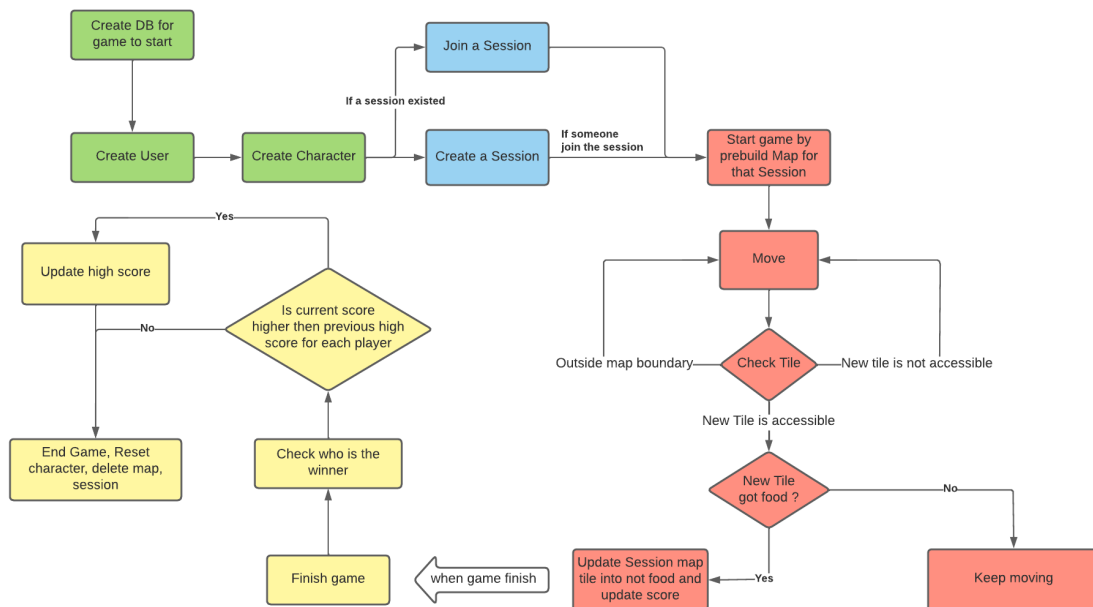 Create DB for
game to start
Join a Session
If a session existed
Create User
Create Character
Create a Session
If someone
join the session
Start game by
prebuild Map for
that Session
Yes
Update high score
Move
Is current score
higher then previous high
score for each player
No
Outside map boundary
Check Tile
New tile is not accessible
New Tile is accessible
End Game, Reset
character, delete map,
session
Check who is the
winner
New Tile
got food ?
No
Finish game
when game finish
Update Session map
tile into not food and
update score
Yes
Keep moving